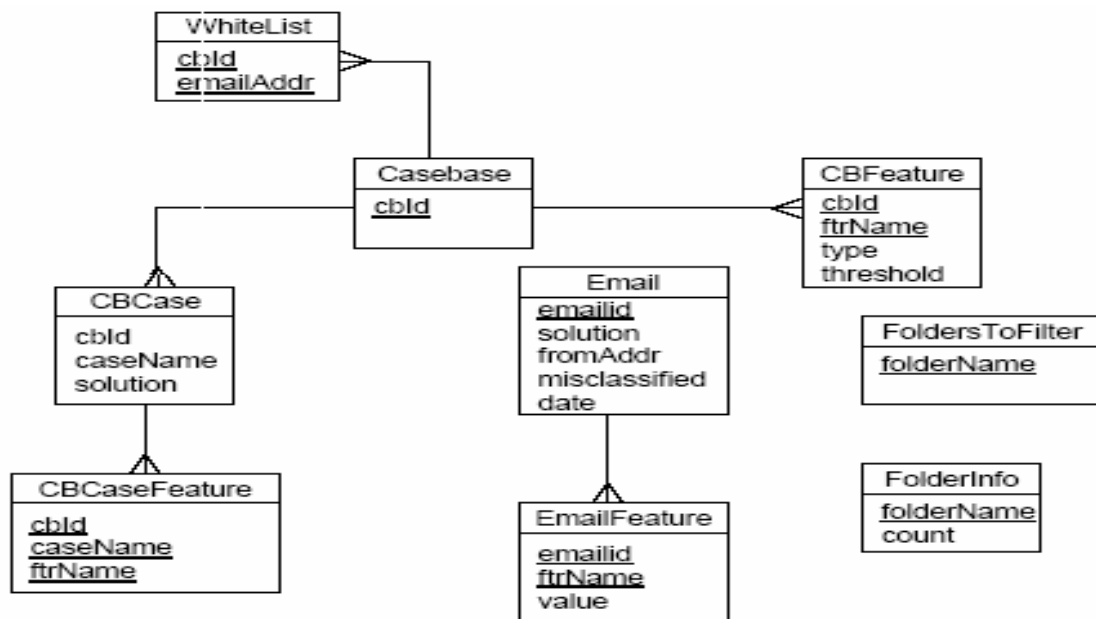 WhiteList
cbId
emailAddr
Casebase
cbId
CBFeature
cbId
ftrName
type
threshold
CBCase
cbId
caseName
solution
Email
emailid
solution
fromAddr
misclassified
date
FoldersToFilter
folderName
CBCaseFeature
cbId
caseName
ftrName
EmailFeature
emailid
ftrName
value
FolderInfo
folderName
count